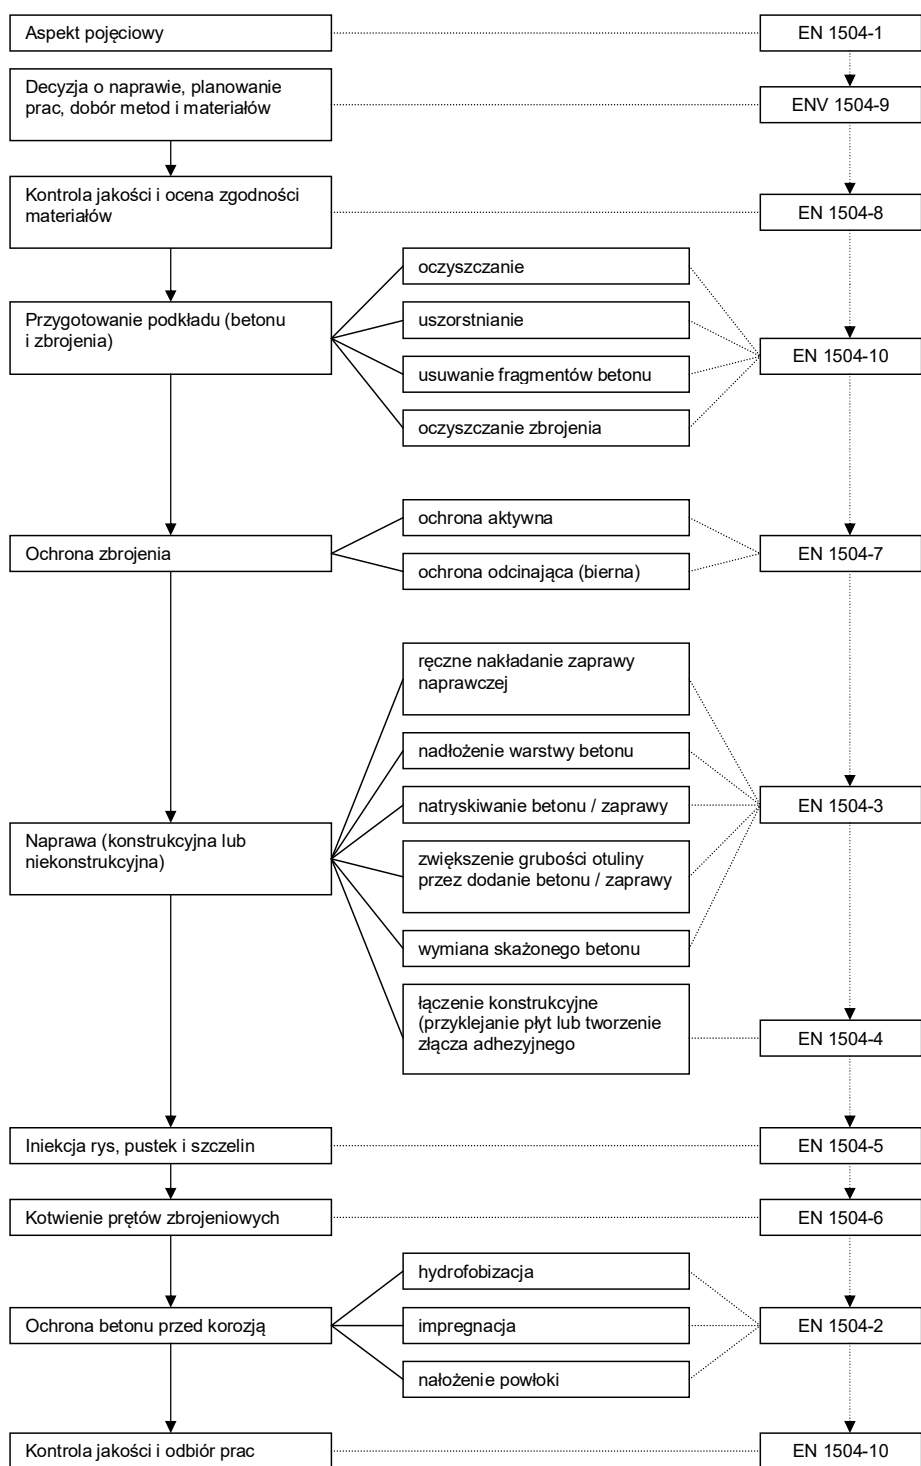 Aspekt pojęciowy
EN 1504-1
Decyzja o naprawie, planowanie
prac, dobór metod i materiałów
ENV 1504-9
Kontrola jakości i ocena zgodności
materiałów
EN 1504-8
Przygotowanie podkładu (betonu
i zbrojenia)
oczyszczanie
uszorstnianie
usuwanie fragmentów betonu
oczyszczanie zbrojenia
EN 1504-10
Ochrona zbrojenia
ochrona aktywna
ochrona odcinająca (bierna)
EN 1504-7
Naprawa (konstrukcyjna lub
niekonstrukcyjna)
ręczne nakładanie zaprawy
naprawczej
nadłożenie warstwy betonu
natryskiwanie betonu / zaprawy
zwiększenie grubości otuliny
przez dodanie betonu / zaprawy
wymiana skażonego betonu
łączenie konstrukcyjne
(przyklejanie płyt lub tworzenie
złącza adhezyjnego
EN 1504-3
EN 1504-4
Iniekcja rys, pustek i szczelin
EN 1504-5
Kotwienie prętów zbrojeniowych
EN 1504-6
Ochrona betonu przed korozją
hydrofobizacja
impregnacja
nałożenie powłoki
EN 1504-2
Kontrola jakości i odbiór prac
EN 1504-10